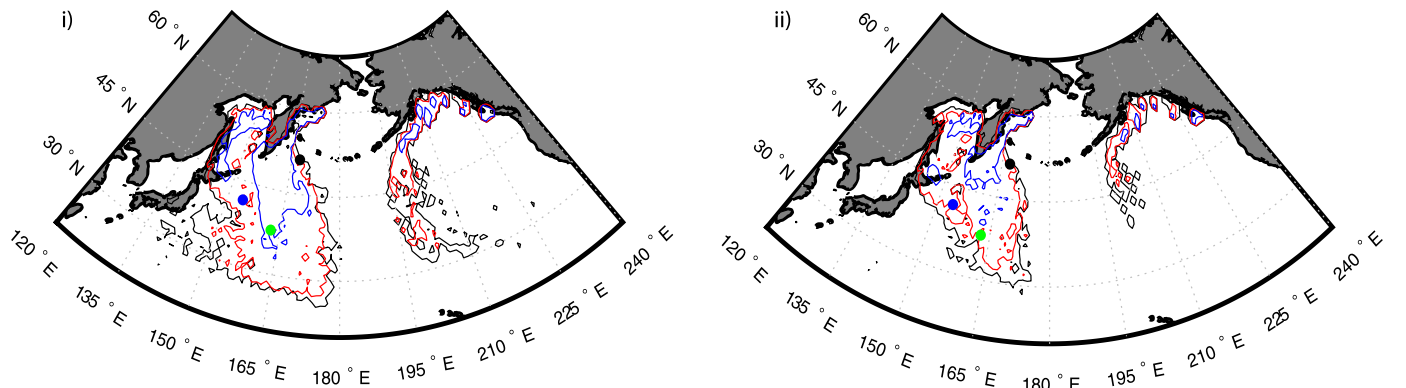 i)
60 ° N
45 ° N
30 ° N
120 ° E
135 ° E
150 ° E
165 ° E
180 ° E
195 ° E
210 ° E
225 ° E
240 ° E
ii)
60 ° N
45 ° N
30 ° N
120 ° E
135 ° E
150 ° E
165 ° E
180 ° E
195 ° E
210 ° E
225 ° E
240 ° E